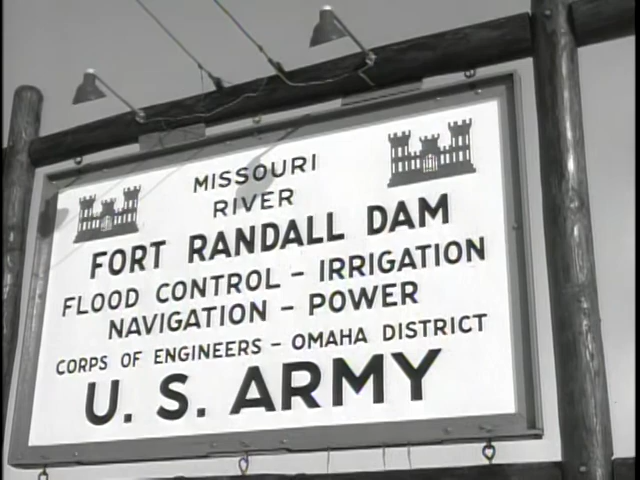 MISSOURI
RIVER
FORT RANDALL DAM
FLOOD CONTROL - IRRIGATION
NAVIGATION - POWER
CORPS OF ENGINEERS - OMAHA DISTRICT
U. S. ARMY